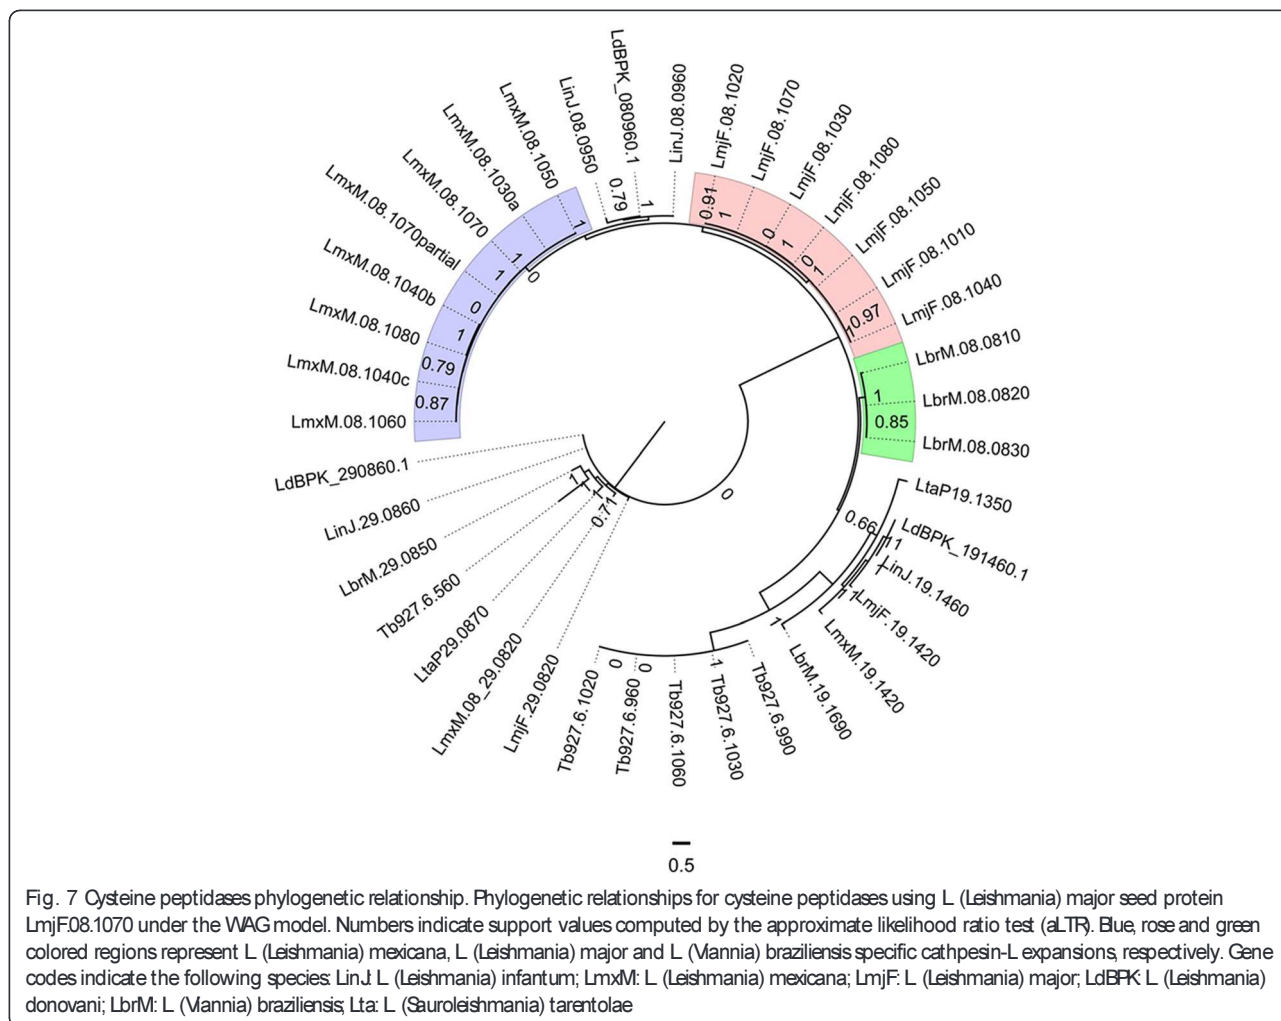 LdBPK_080960.1
LinJ.08.0960
LinJ.08.0950
LmxM.08.1050
LmxM.08.1030a
LmxM.08.1070
LmxM.08.1070partial
LmxM.08.1040b
LmxM.08.1080
LmxM.08.1040c
LmxM.08.1060
LmjF.08.1020
LmjF.08.1070
LmjF.08.1030
LmjF.08.1080
LmjF.08.1050
LmjF.08.1010
LmjF.08.1040
LbrM.08.0810
LbrM.08.0820
LbrM.08.0830
LtaP19.1350
LdBPK_191460.1
LinJ.19.1460
LmjF.19.1420
LmxM.19.1420
LbrM.19.1690
Tb927.6.990
Tb927.6.1030
Tb927.6.1060
Tb927.6.960
Tb927.6.1020
LmjF.29.0820
LmxM.08_29.0820
LtaP29.0870
Tb927.6.560
LbrM.29.0850
LinJ.29.0860
LdBPK_290860.1
0.79
1
0.91
1
0
1
0
1
0.97
1
1
0.85
0.66
1
1
1
1
1
1
1
0
0
0
0.71
1
1
1
1
1
0
0
1
0.79
0.87
0.5
Fig. 7 Cysteine peptidases phylogenetic relationship. Phylogenetic relationships for cysteine peptidases using L (Leishmania) major seed protein
LmjF08.1070 under the WAG model. Numbers indicate support values computed by the approximate likelihood ratio test (aLTR). Blue, rose and green
colored regions represent L (Leishmania) mexicana, L (Leishmania) major and L (Viannia) braziliensis specific cathpesin-L expansions, respectively. Gene
codes indicate the following species: LinJ: L (Leishmania) infantum; LmxM: L (Leishmania) mexicana; LmjF: L (Leishmania) major; LdBPK: L (Leishmania)
donovani; LbrM: L (Viannia) braziliensis; Lta: L (Sauroleishmania) tarentolae